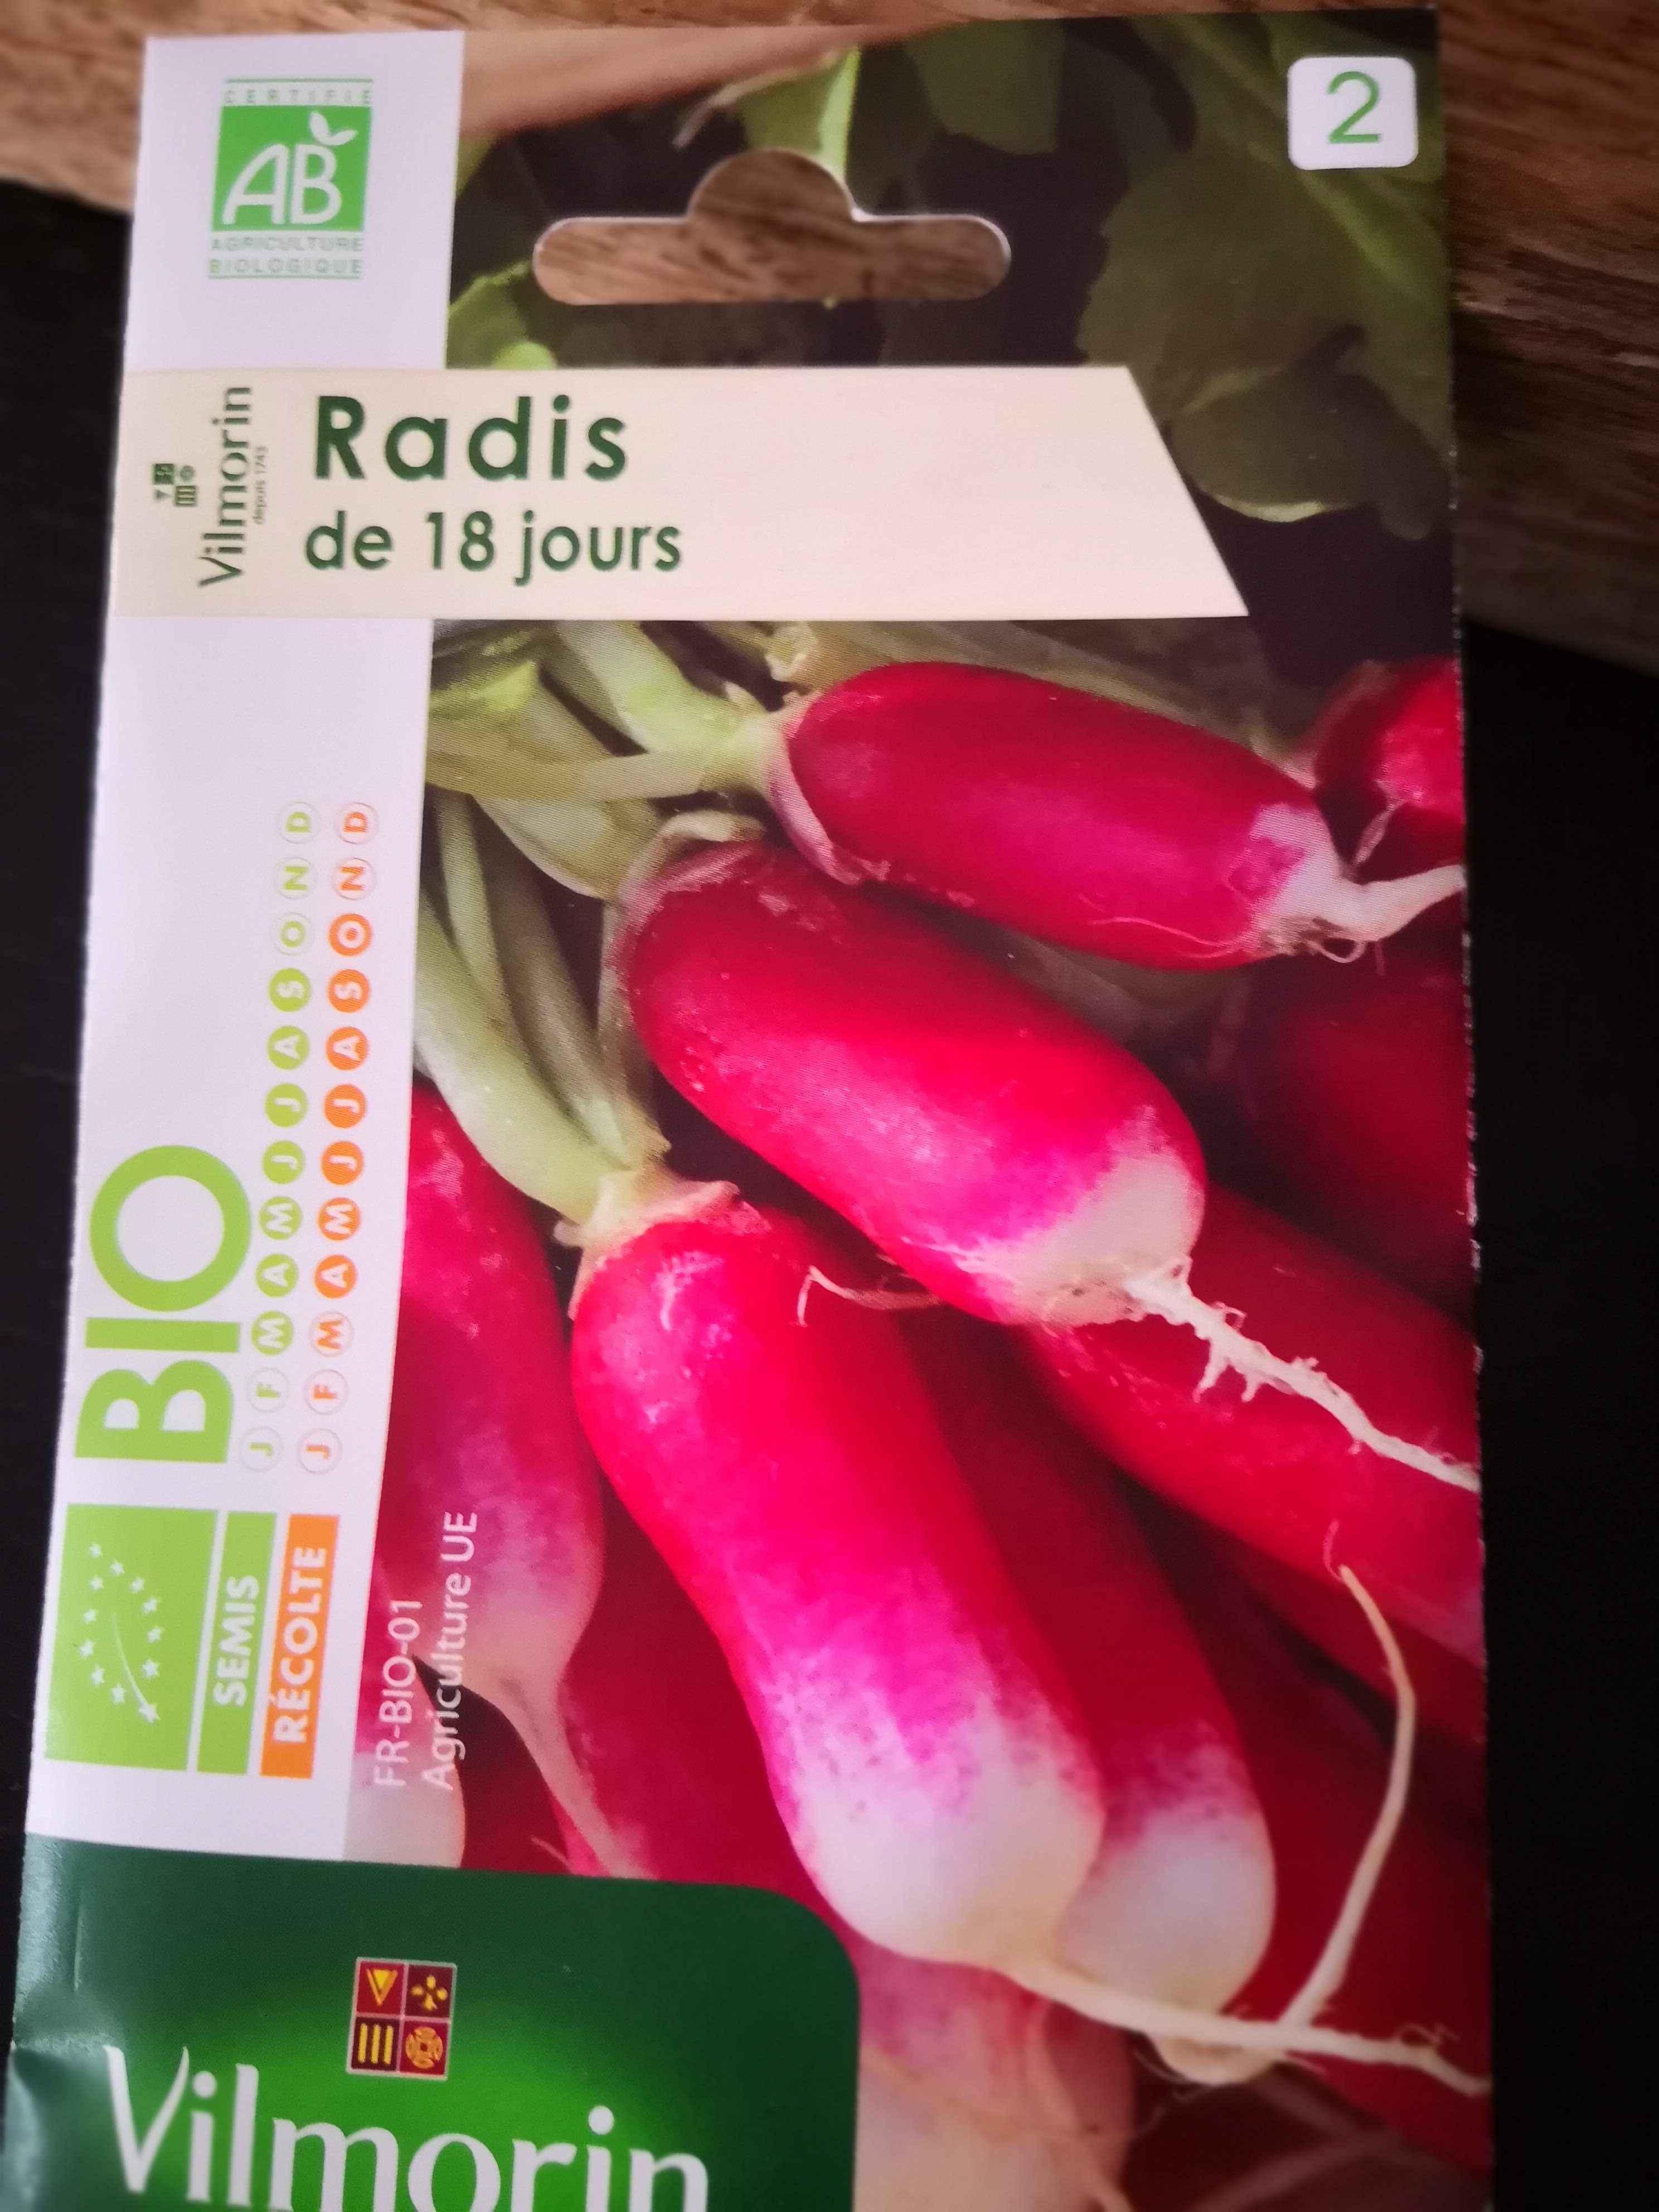 CERTIFIÉ
AB
AGRICULTURE
BIOLOGIQUE
2
Vilmorin
depuis 1743
Radis
de 18 jours
BIO
SEMIS
J F M A M J J A S O N D
RÉCOLTE
J F M A M J J A S O N D
FR-BIO-01
Agriculture UE
Vilmorin